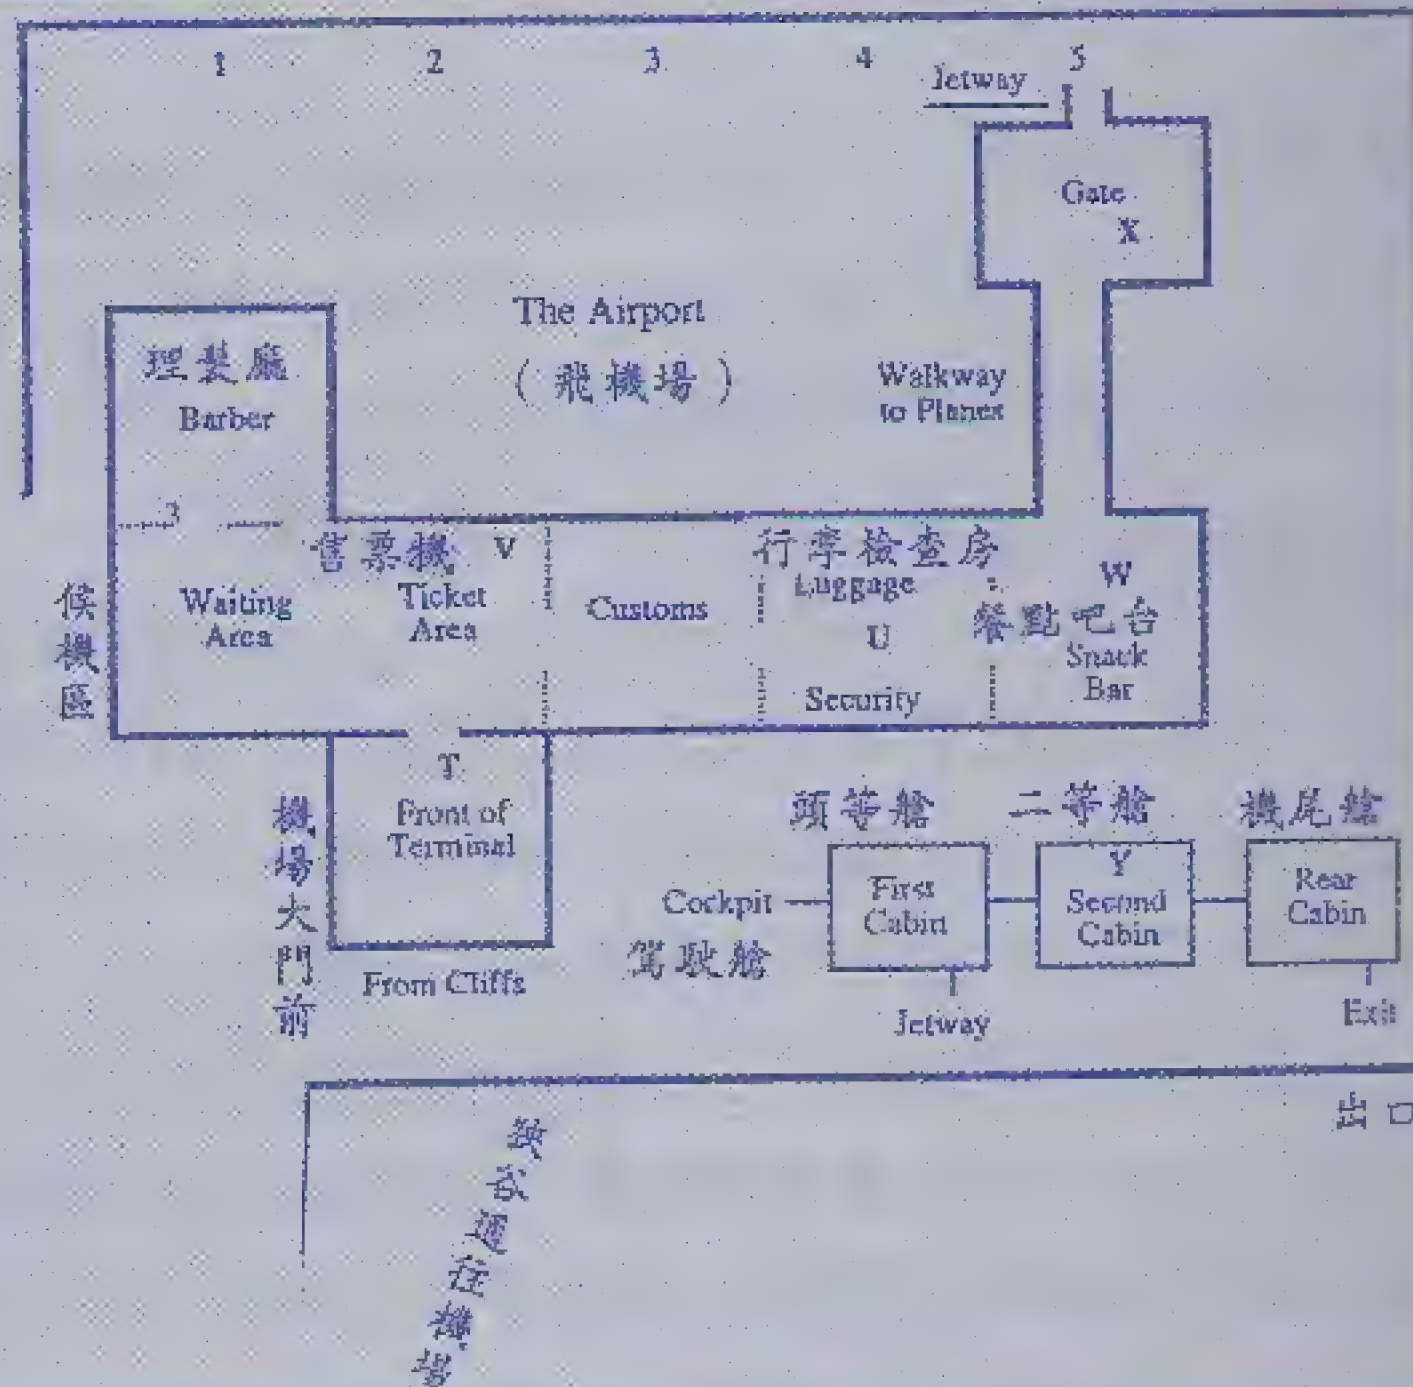 1 2 3 4 5
Jetway
Gate
X
The Airport
(飛機場)
Walkway
to Planes
理髮廳
Barber
3
售票機 V
Ticket
Area
候機區
Waiting
Area
Customs
行李檢查房
Luggage
U
Security
W
餐點吧台
Snack
Bar
T
Front of
Terminal
機場大門前
From Cliffs
頭等艙 二等艙 機尾艙
Cockpit
駕駛艙
First
Cabin
Y
Second
Cabin
Rear
Cabin
Jetway
Exit
出口
通往機場